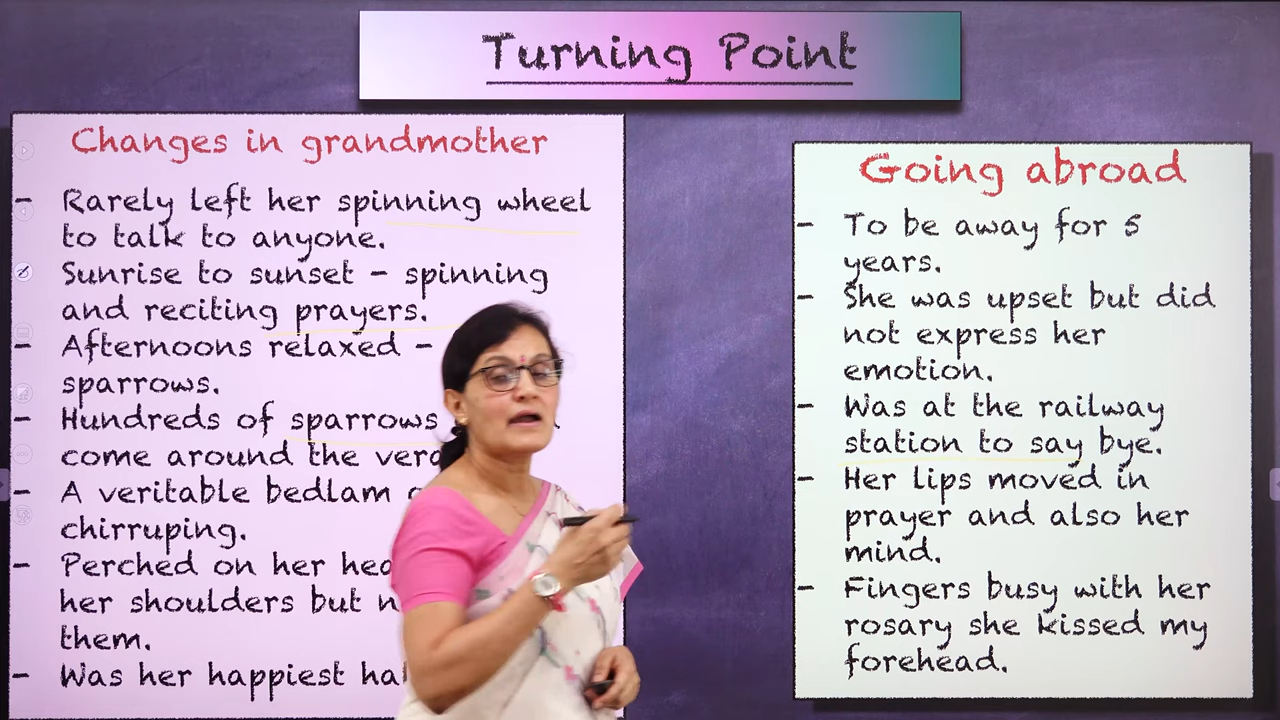 Turning Point
Changes in grandmother
- Rarely left her spinning wheel
to talk to anyone.
Sunrise to sunset - spinning
and reciting prayers.
- Afternoons relaxed -
sparrows.
- Hundreds of sparrows
come around the
- A veritable bedlam
chirruping.
- Perched on her
her shoulders but
them.
- Was her happiest
Going abroad
- To be away for 5
years.
- She was upset but did
not express her
emotion.
- Was at the railway
station to say bye.
- Her lips moved in
prayer and also her
mind.
- Fingers busy with her
rosary she kissed my
forehead.